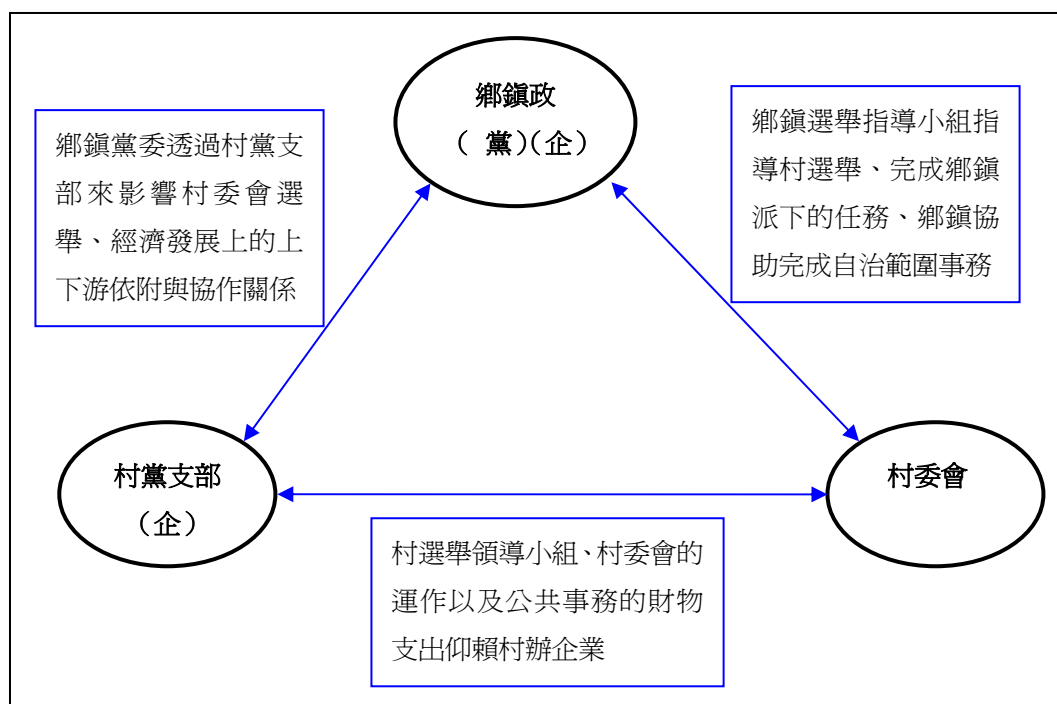 鄉鎮政
( 黨)(企)
鄉鎮黨委透過村黨支
部來影響村委會選
舉、經濟發展上的上
下游依附與協作關係
鄉鎮選舉指導小組指
導村選舉、完成鄉鎮
派下的任務、鄉鎮協
助完成自治範圍事務
村黨支部
(企)
村委會
村選舉領導小組、村委會的
運作以及公共事務的財物
支出仰賴村辦企業